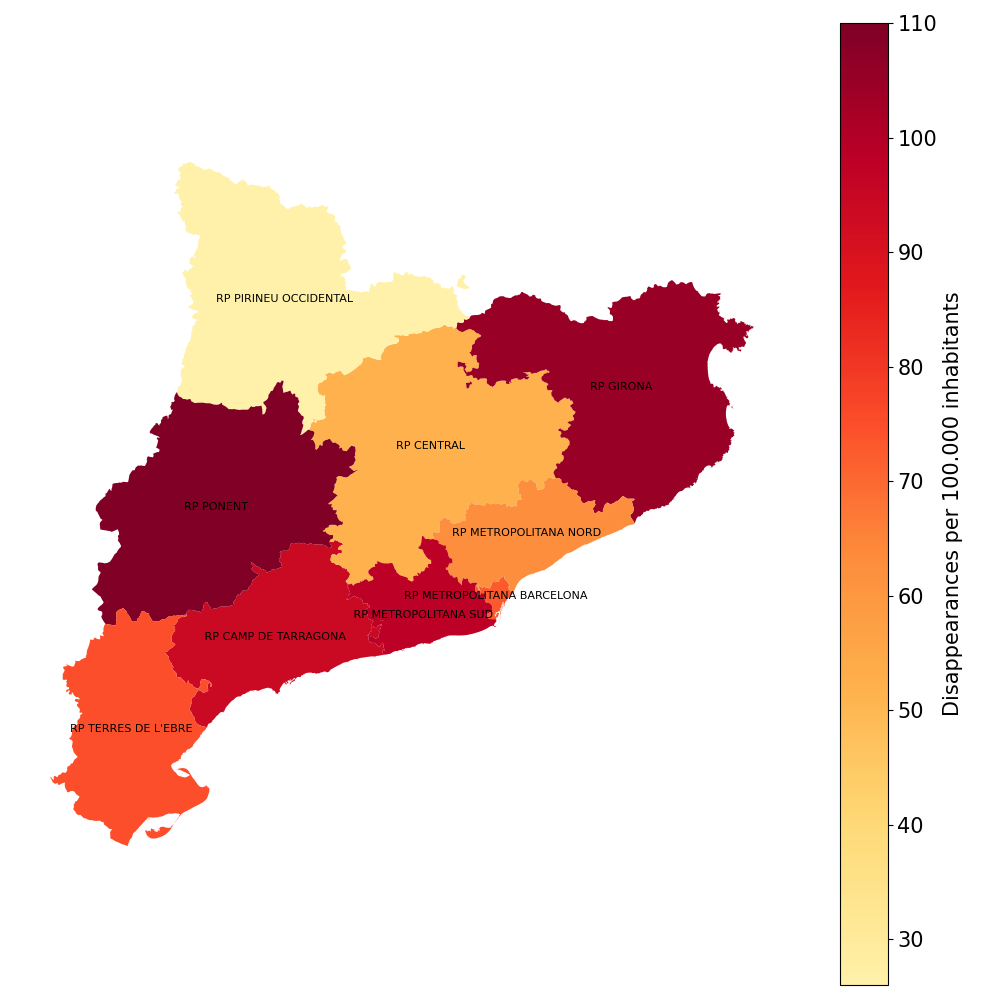 110
100
90
80
70
60
50
40
30
Disappearances per 100.000 inhabitants
RP PIRINEU OCCIDENTAL
RP GIRONA
RP CENTRAL
RP PONENT
RP METROPOLITANA NORD
RP METROPOLITANA BARCELONA
RP METROPOLITANA SUD
RP CAMP DE TARRAGONA
RP TERRES DE L'EBRE